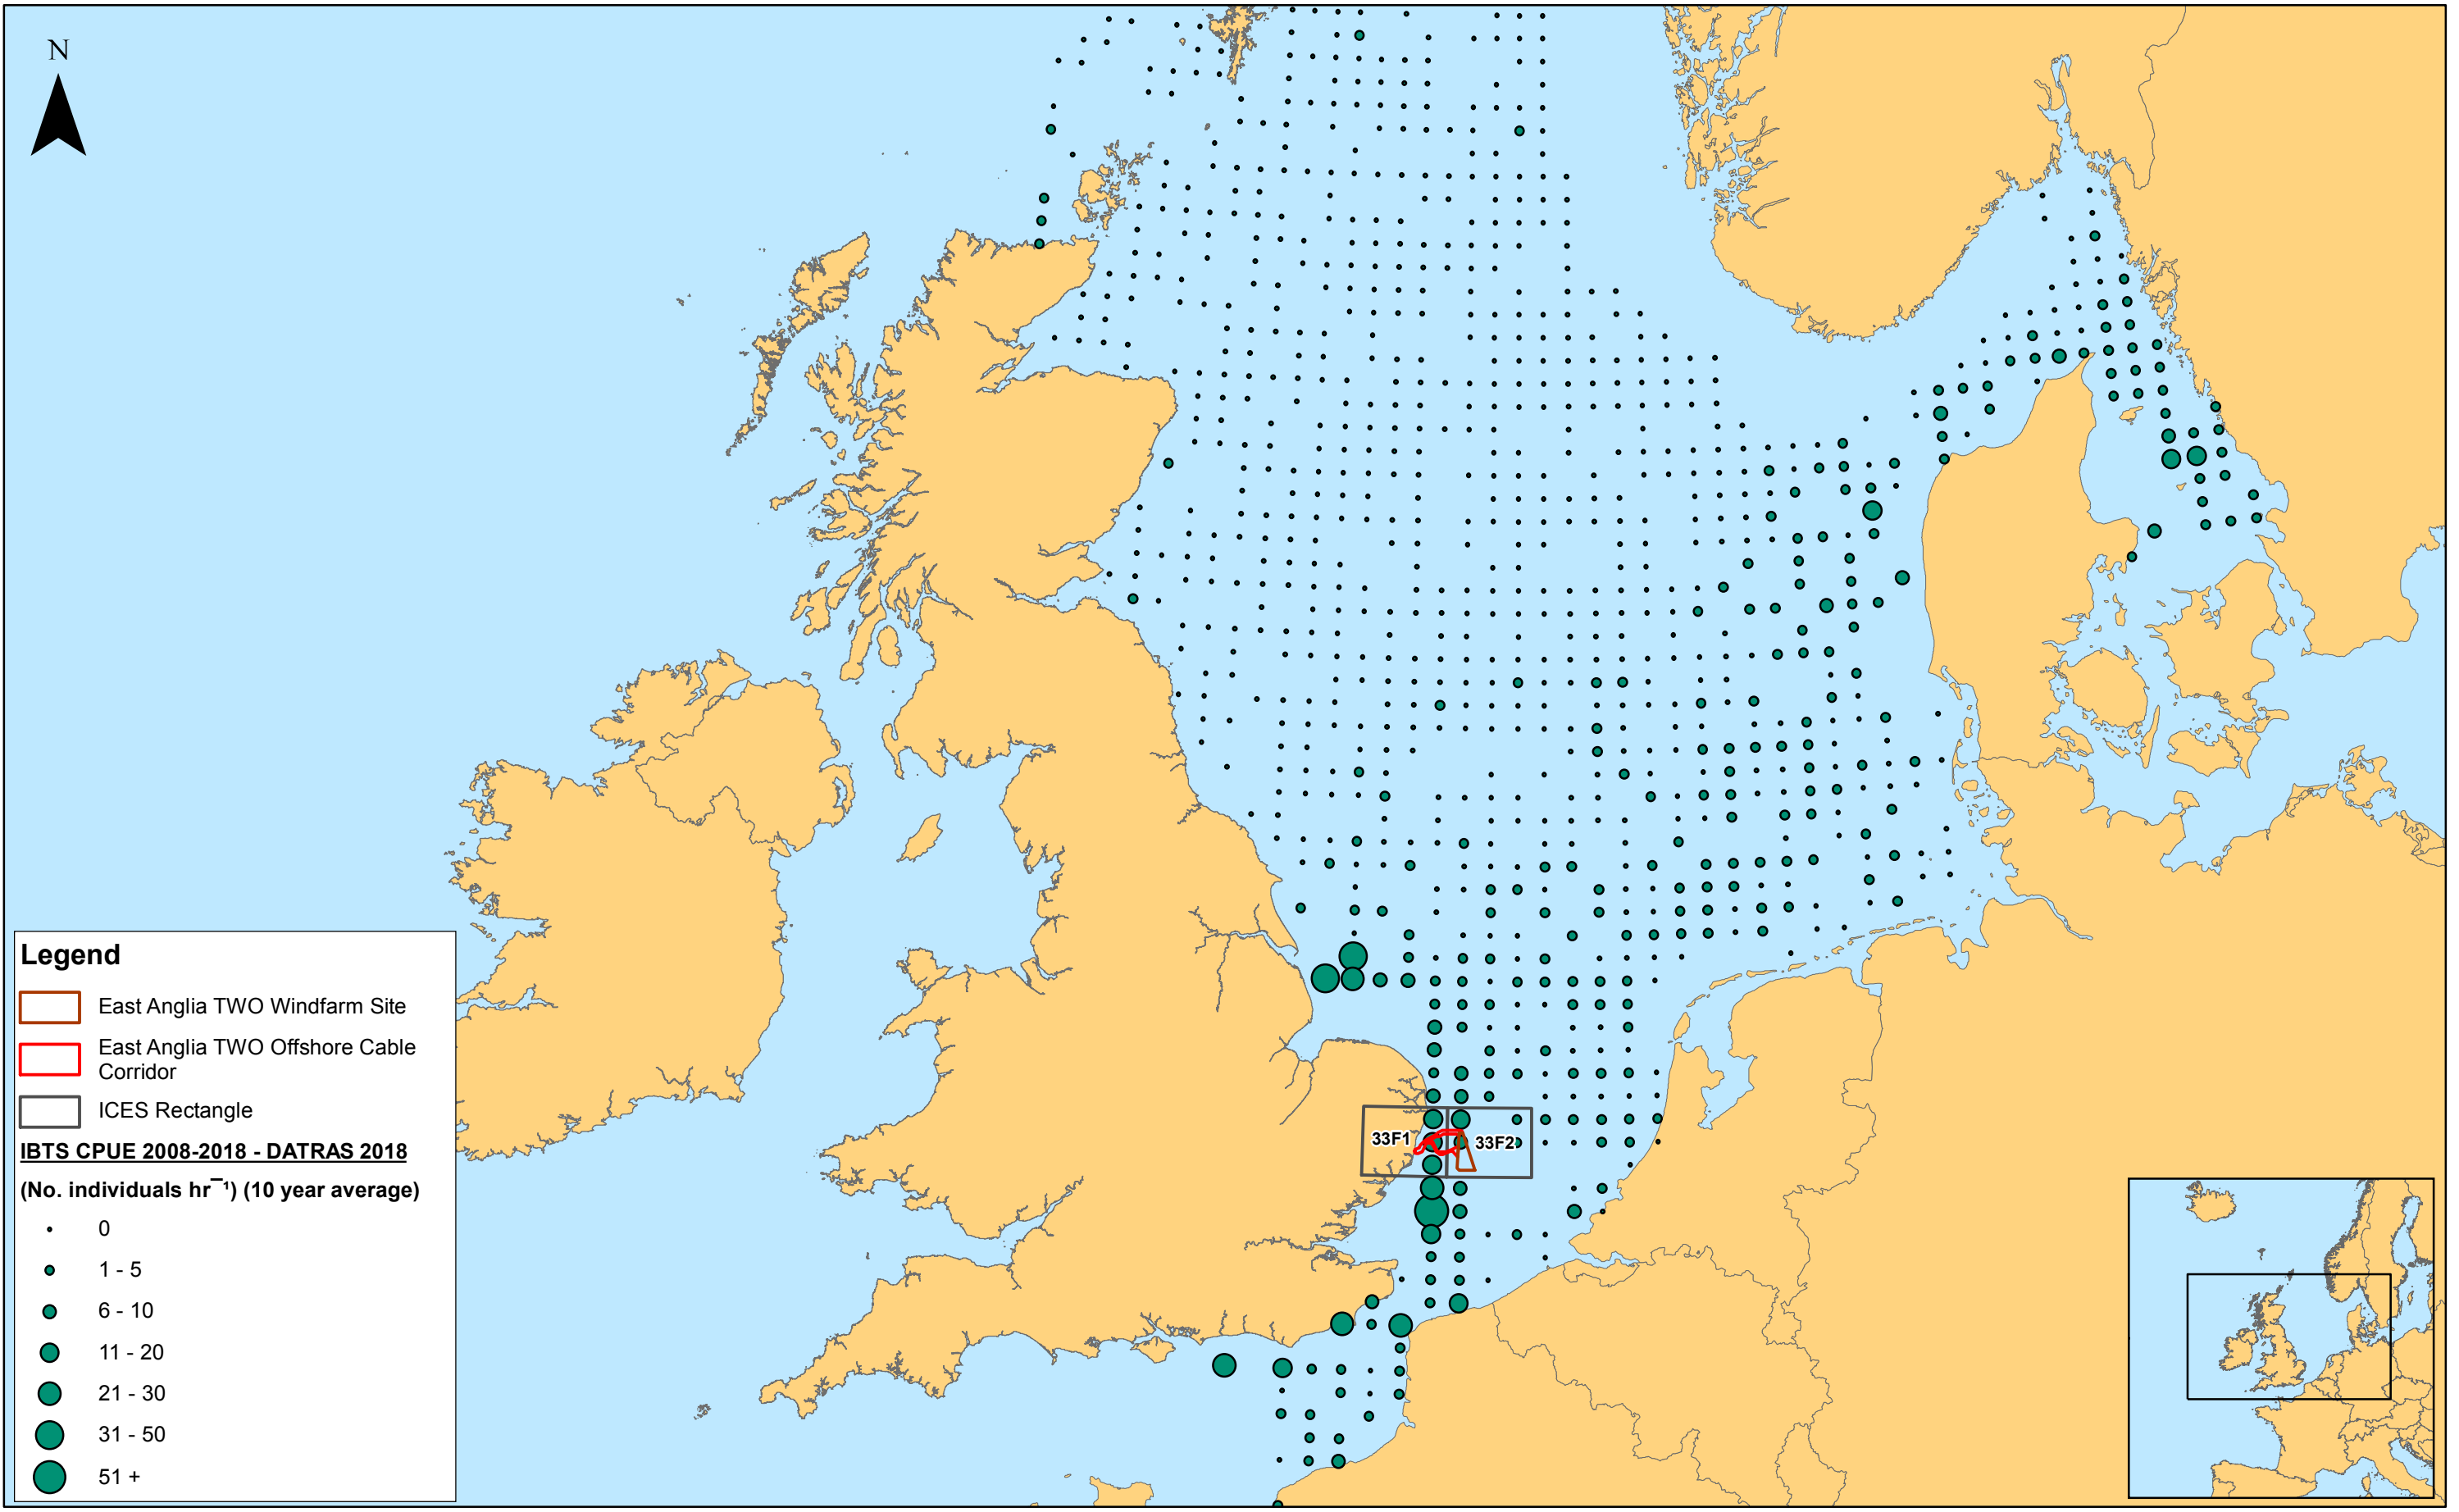 N
33F1
33F2
Legend
East Anglia TWO Windfarm Site
East Anglia TWO Offshore Cable
Corridor
ICES Rectangle
IBTS CPUE 2008-2018 - DATRAS 2018
(No. individuals hr⁻¹) (10 year average)
0
1 - 5
6 - 10
11 - 20
21 - 30
31 - 50
51 +